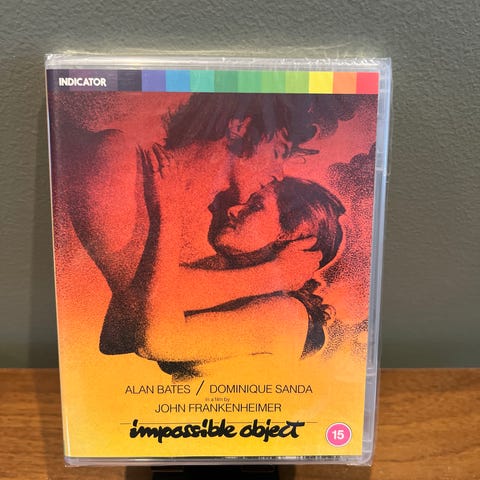 INDICATOR
ALAN BATES / DOMINIQUE SANDA
in a film by
JOHN FRANKENHEIMER
impossible object
15